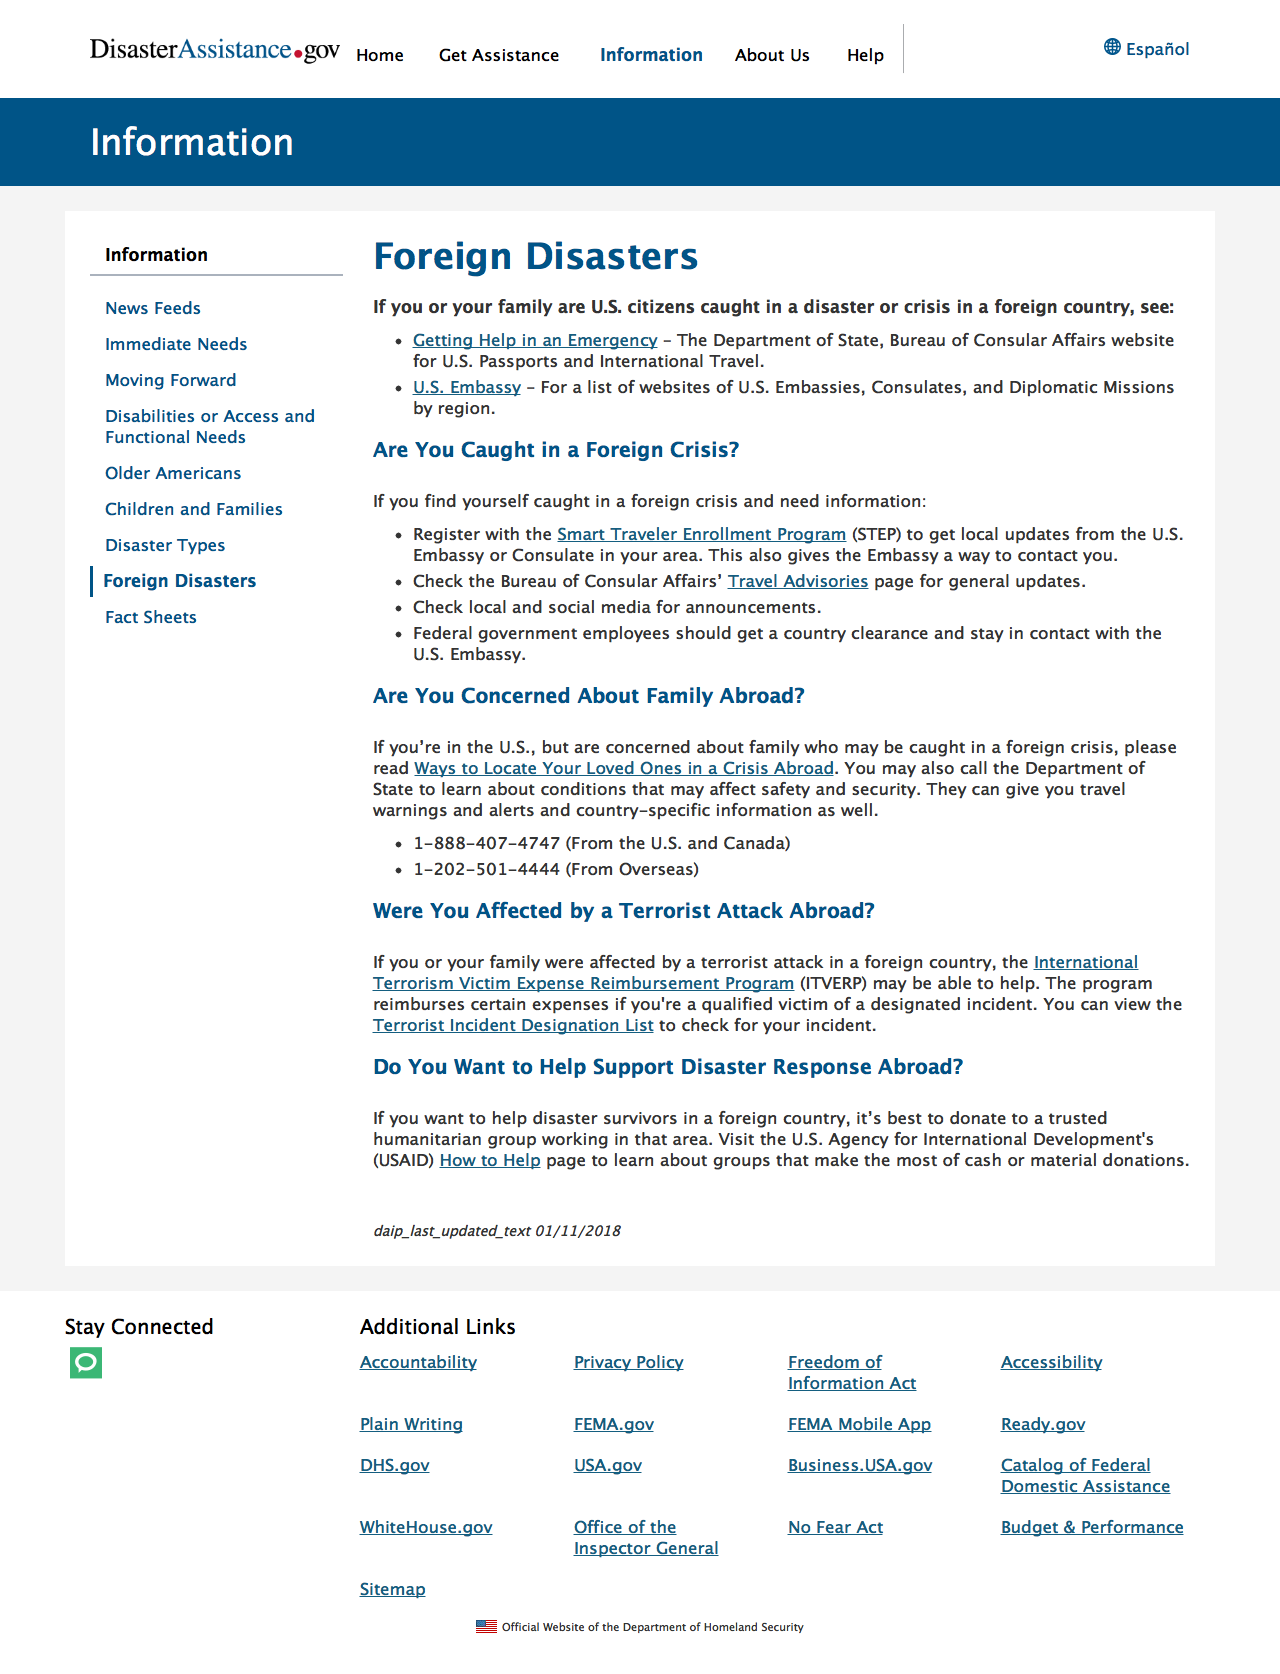 DisasterAssistance.gov
Home
Get Assistance
Information
About Us
Help
Español
Information
Information
News Feeds
Immediate Needs
Moving Forward
Disabilities or Access and
Functional Needs
Older Americans
Children and Families
Disaster Types
Foreign Disasters
Fact Sheets
Foreign Disasters
If you or your family are U.S. citizens caught in a disaster or crisis in a foreign country, see:
• Getting Help in an Emergency – The Department of State, Bureau of Consular Affairs website
for U.S. Passports and International Travel.
• U.S. Embassy – For a list of websites of U.S. Embassies, Consulates, and Diplomatic Missions
by region.
Are You Caught in a Foreign Crisis?
If you find yourself caught in a foreign crisis and need information:
• Register with the Smart Traveler Enrollment Program (STEP) to get local updates from the U.S.
Embassy or Consulate in your area. This also gives the Embassy a way to contact you.
• Check the Bureau of Consular Affairs’ Travel Advisories page for general updates.
• Check local and social media for announcements.
• Federal government employees should get a country clearance and stay in contact with the
U.S. Embassy.
Are You Concerned About Family Abroad?
If you’re in the U.S., but are concerned about family who may be caught in a foreign crisis, please
read Ways to Locate Your Loved Ones in a Crisis Abroad. You may also call the Department of
State to learn about conditions that may affect safety and security. They can give you travel
warnings and alerts and country-specific information as well.
• 1-888-407-4747 (From the U.S. and Canada)
• 1-202-501-4444 (From Overseas)
Were You Affected by a Terrorist Attack Abroad?
If you or your family were affected by a terrorist attack in a foreign country, the International
Terrorism Victim Expense Reimbursement Program (ITVERP) may be able to help. The program
reimburses certain expenses if you're a qualified victim of a designated incident. You can view the
Terrorist Incident Designation List to check for your incident.
Do You Want to Help Support Disaster Response Abroad?
If you want to help disaster survivors in a foreign country, it’s best to donate to a trusted
humanitarian group working in that area. Visit the U.S. Agency for International Development's
(USAID) How to Help page to learn about groups that make the most of cash or material donations.
daip_last_updated_text 01/11/2018
Stay Connected
Additional Links
Accountability
Privacy Policy
Freedom of
Information Act
Accessibility
Plain Writing
FEMA.gov
FEMA Mobile App
Ready.gov
DHS.gov
USA.gov
Business.USA.gov
Catalog of Federal
Domestic Assistance
WhiteHouse.gov
Office of the
Inspector General
No Fear Act
Budget & Performance
Sitemap
Official Website of the Department of Homeland Security